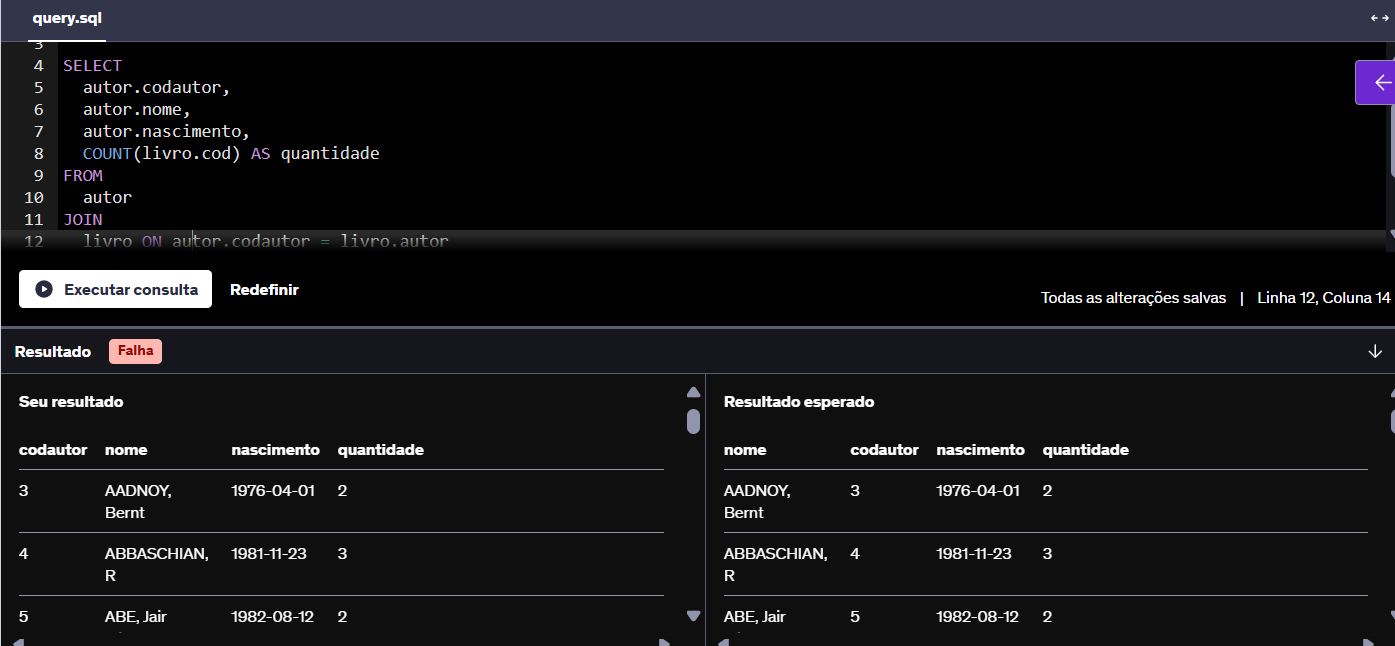 query.sql
3
4 SELECT
5 autor.codautor,
6 autor.nome,
7 autor.nascimento,
8 COUNT(livro.cod) AS quantidade
9 FROM
10 autor
11 JOIN
12 livro ON autor.codautor = livro.autor
Executar consulta Redefinir
Todas as alterações salvas | Linha 12, Coluna 14
Resultado Falha
Seu resultado
codautor nome nascimento quantidade
3 AADNOY, 1976-04-01 2
Bernt
4 ABBASCHIAN, 1981-11-23 3
R
5 ABE, Jair 1982-08-12 2
Resultado esperado
nome codautor nascimento quantidade
AADNOY, 3 1976-04-01 2
Bernt
ABBASCHIAN, 4 1981-11-23 3
R
ABE, Jair 5 1982-08-12 2